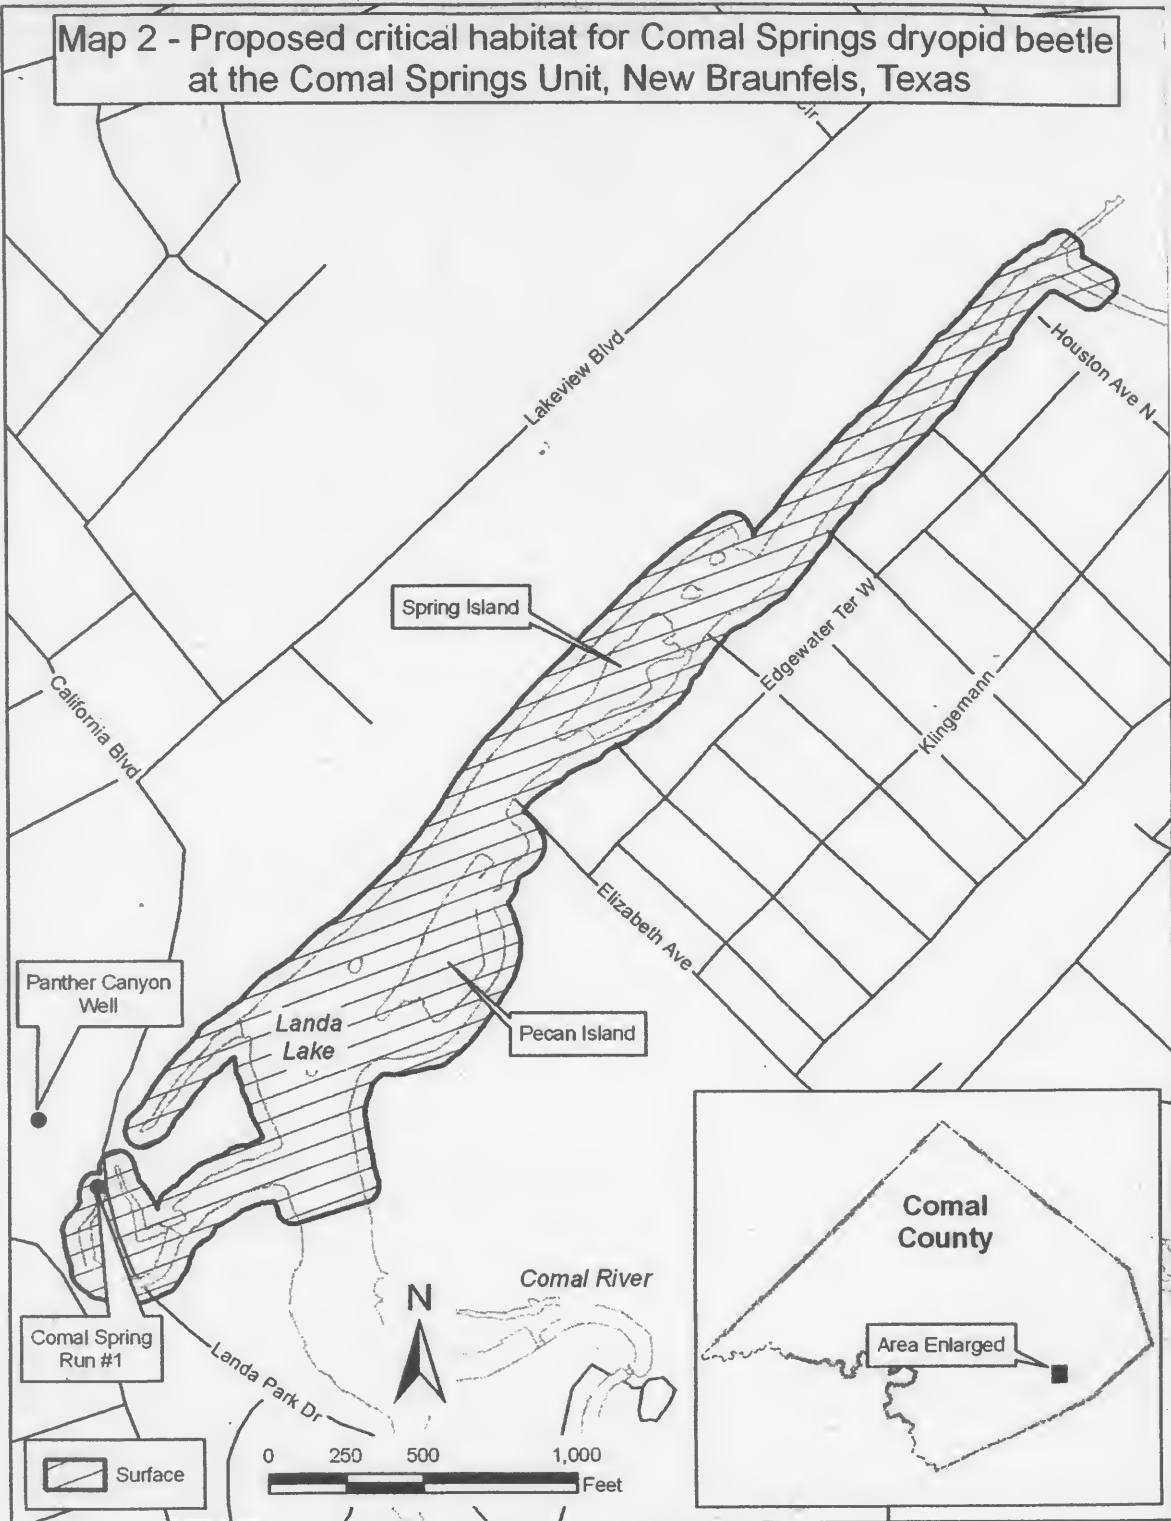 Map 2 - Proposed critical habitat for Comal Springs dryopid beetle
at the Comal Springs Unit, New Braunfels, Texas
Cir
Lakeview Blvd
Houston Ave N
Spring Island
Edgewater Ter W
Klingemann
California Blvd
Elizabeth Ave
Panther Canyon
Well
Landa
Lake
Pecan Island
Comal
County
Comal River
N
Area Enlarged
Comal Spring
Run #1
Landa Park Dr
0 250 500 1,000
Feet
Surface